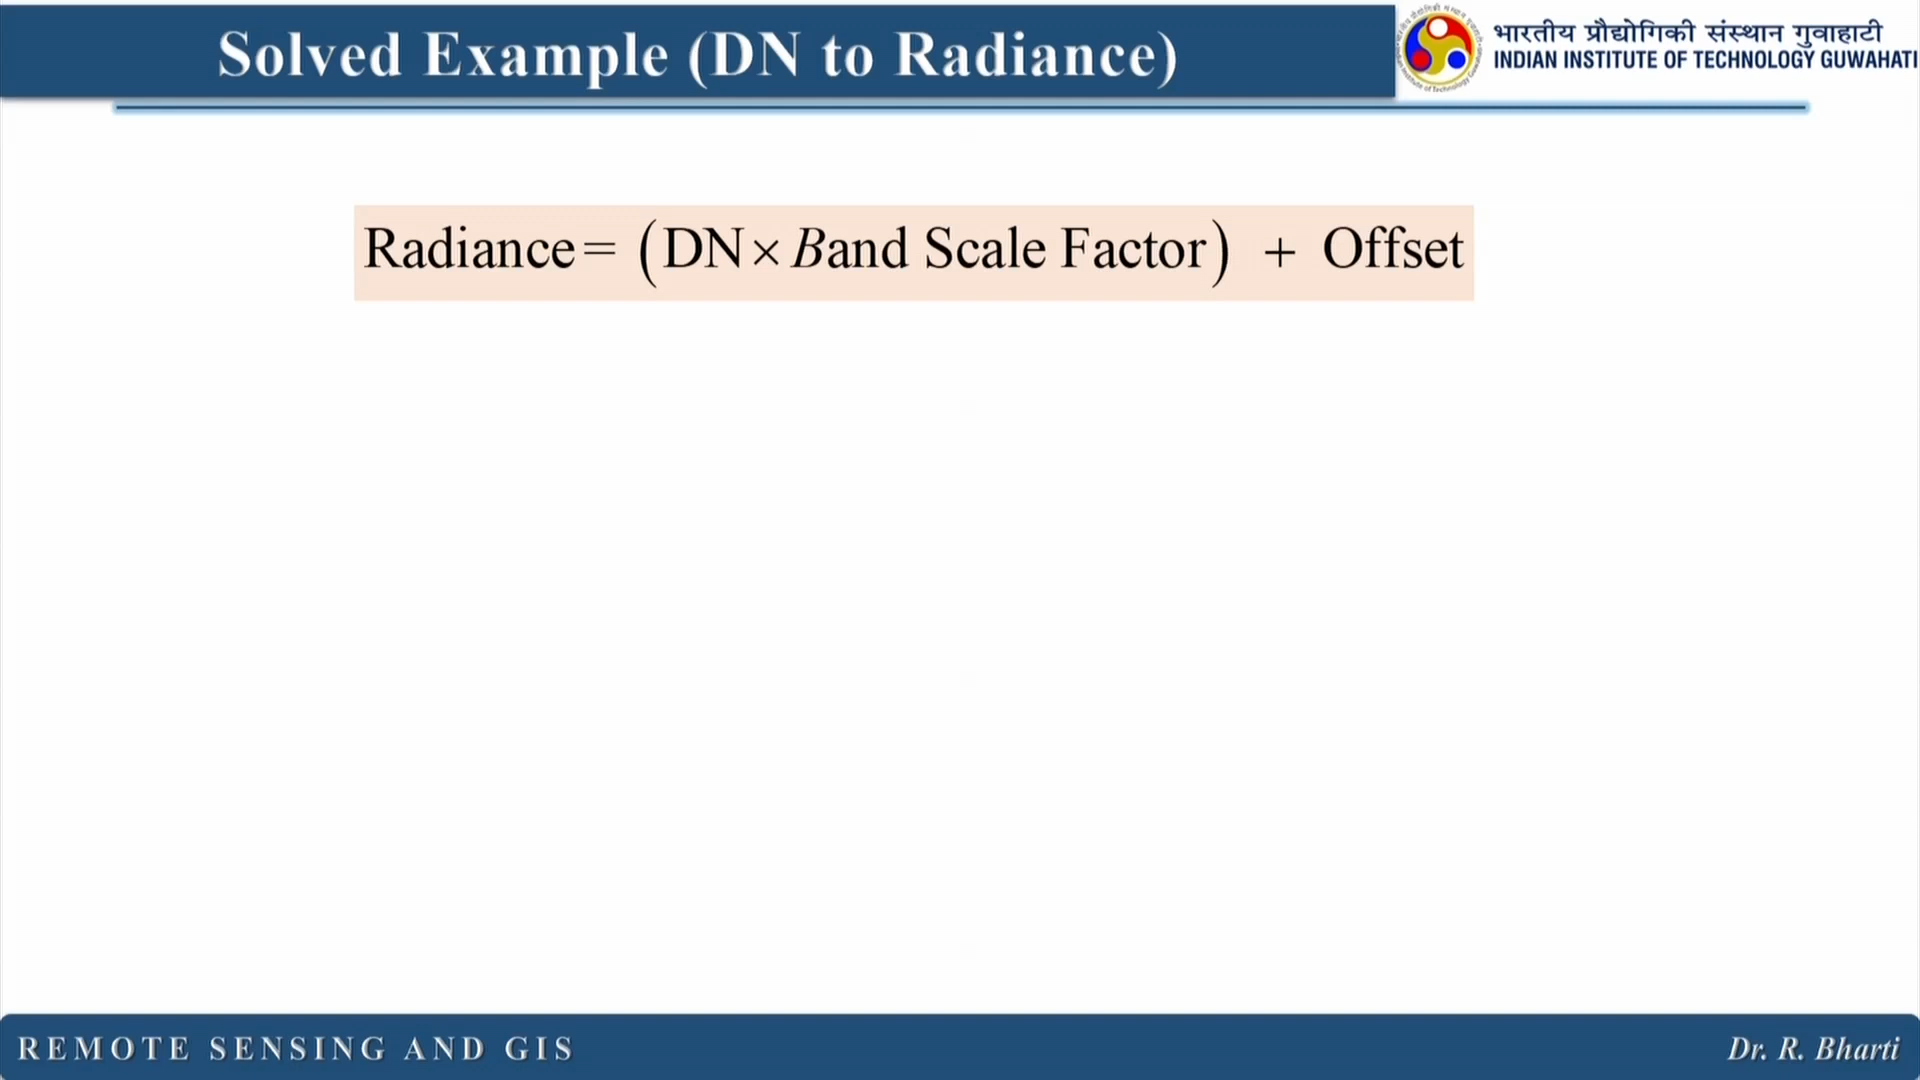 Solved Example (DN to Radiance)
भारतीय प्रौद्योगिकी संस्थान गुवाहाटी
INDIAN INSTITUTE OF TECHNOLOGY GUWAHATI
Radiance = (DN × Band Scale Factor) + Offset
REMOTE SENSING AND GIS
Dr. R. Bharti